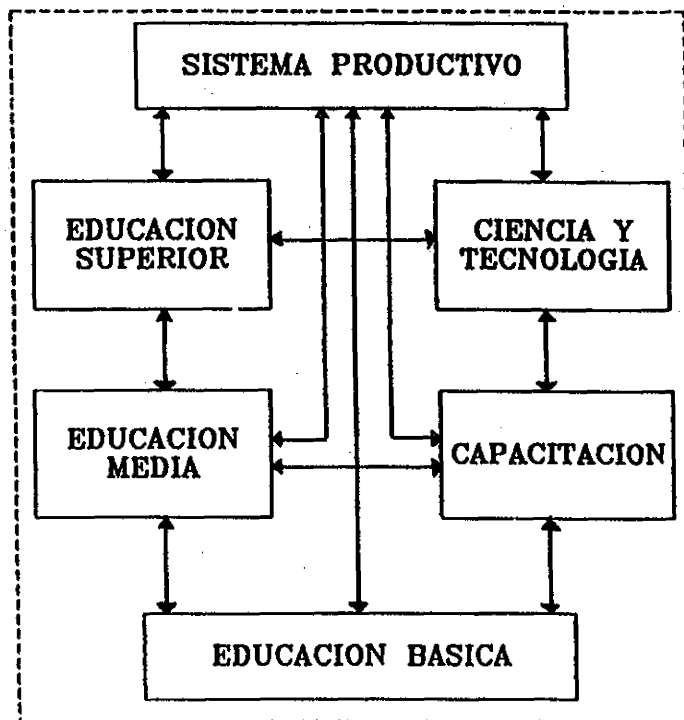 SISTEMA PRODUCTIVO
EDUCACION
SUPERIOR
CIENCIA Y
TECNOLOGIA
EDUCACION
MEDIA
CAPACITACION
EDUCACION BASICA